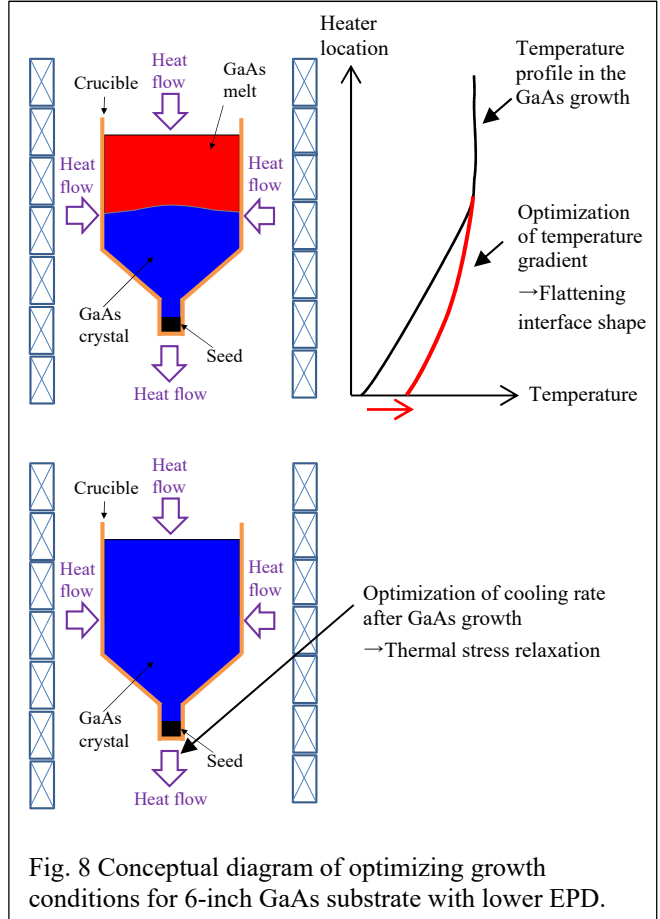 Heater
location
Heat
flow
GaAs
melt
Crucible
Temperature
profile in the
GaAs growth
Heat
flow
Heat
flow
Optimization
of temperature
gradient
→Flattening
interface shape
GaAs
crystal
Seed
Heat flow
Temperature
Heat
flow
Crucible
Heat
flow
Heat
flow
Optimization of cooling rate
after GaAs growth
→Thermal stress relaxation
GaAs
crystal
Seed
Heat flow
Fig. 8 Conceptual diagram of optimizing growth
conditions for 6-inch GaAs substrate with lower EPD.